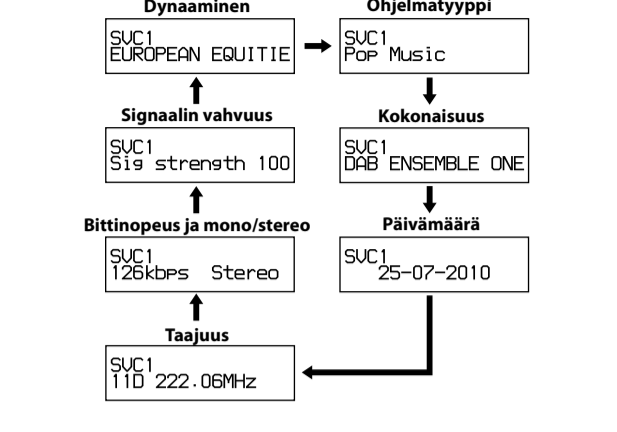 Dynaaminen
SVC1
EUROPEAN EQUITIE
Ohjelmatyyppi
SVC1
Pop Music
Signaalin vahvuus
SVC1
Sig strength 100
Kokonaisuus
SVC1
DAB ENSEMBLE ONE
Bittinopeus ja mono/stereo
SVC1
126kbps Stereo
Päivämäärä
SVC1
25-07-2010
Taajuus
SVC1
11D 222.06MHz